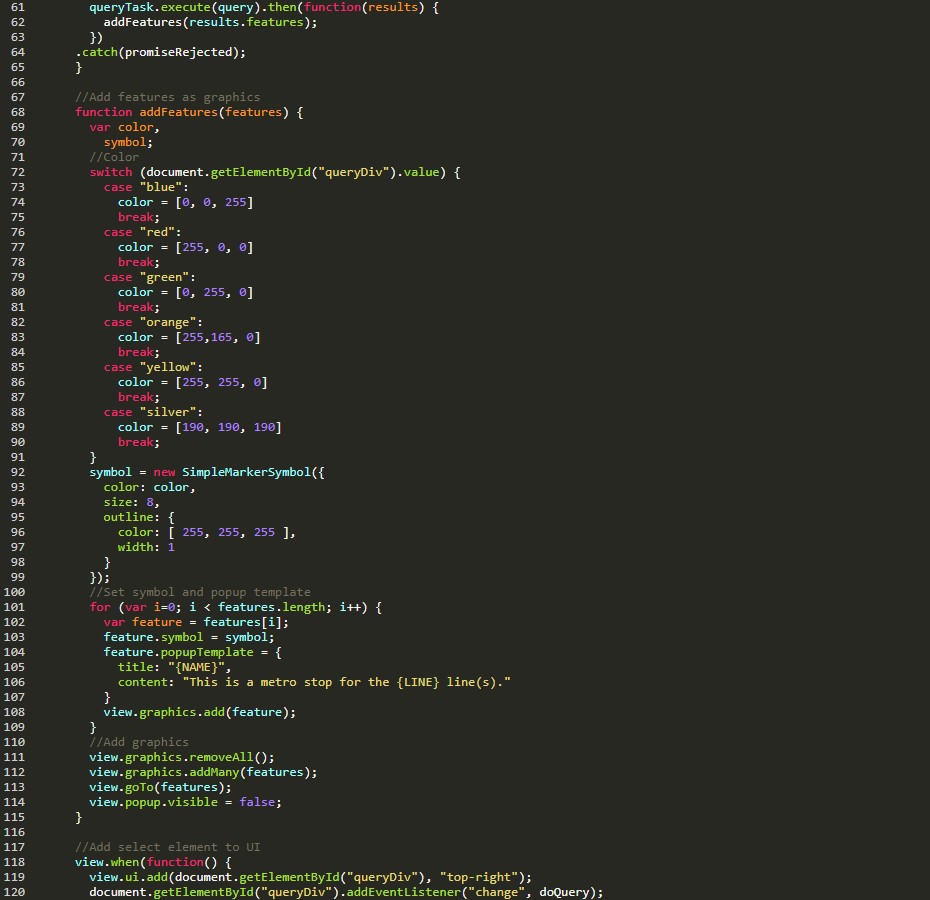 61 queryTask.execute(query).then(function(results) {
62 addFeatures(results.features);
63 })
64 .catch(promiseRejected);
65 }
66
67 //Add features as graphics
68 function addFeatures(features) {
69 var color,
70 symbol;
71 //Color
72 switch (document.getElementById("queryDiv").value) {
73 case "blue":
74 color = [0, 0, 255]
75 break;
76 case "red":
77 color = [255, 0, 0]
78 break;
79 case "green":
80 color = [0, 255, 0]
81 break;
82 case "orange":
83 color = [255,165, 0]
84 break;
85 case "yellow":
86 color = [255, 255, 0]
87 break;
88 case "silver":
89 color = [190, 190, 190]
90 break;
91 }
92 symbol = new SimpleMarkerSymbol({
93 color: color,
94 size: 8,
95 outline: {
96 color: [ 255, 255, 255 ],
97 width: 1
98 }
99 });
100 //Set symbol and popup template
101 for (var i=0; i < features.length; i++) {
102 var feature = features[i];
103 feature.symbol = symbol;
104 feature.popupTemplate = {
105 title: "{NAME}",
106 content: "This is a metro stop for the {LINE} line(s)."
107 }
108 view.graphics.add(feature);
109 }
110 //Add graphics
111 view.graphics.removeAll();
112 view.graphics.addMany(features);
113 view.goTo(features);
114 view.popup.visible = false;
115 }
116
117 //Add select element to UI
118 view.when(function() {
119 view.ui.add(document.getElementById("queryDiv"), "top-right");
120 document.getElementById("queryDiv").addEventListener("change", doQuery);